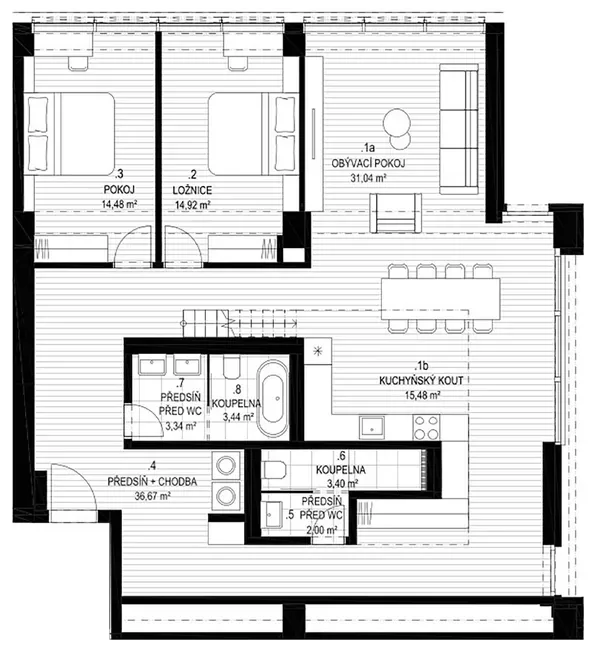 .1a
OBÝVACÍ POKOJ
31,04 m²
.3
POKOJ
14,48 m²
.2
LOŽNICE
14,92 m²
.1b
KUCHYŇSKÝ KOUT
15,48 m²
.7
PŘEDSÍŇ
PŘED WC
3,34 m²
.8
KOUPELNA
3,44 m²
.4
PŘEDSÍŇ + CHODBA
36,67 m²
.6
KOUPELNA
3,40 m²
.5
PŘEDSÍŇ
PŘED WC
2,00 m²